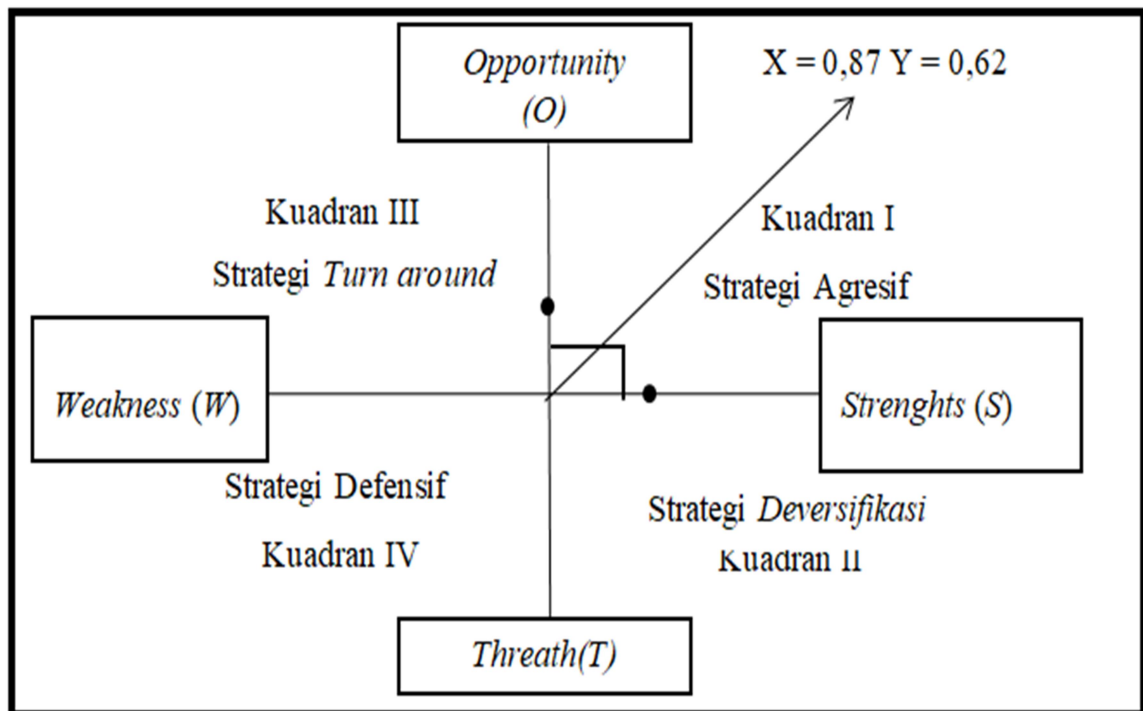 Opportunity
(O)
X = 0,87 Y = 0,62
Kuadran III
Kuadran I
Strategi Turn around
Strategi Agresif
Weakness (W)
Strenghts (S)
Strategi Defensif
Strategi Deversifikasi
Kuadran IV
Kuadran II
Threath(T)